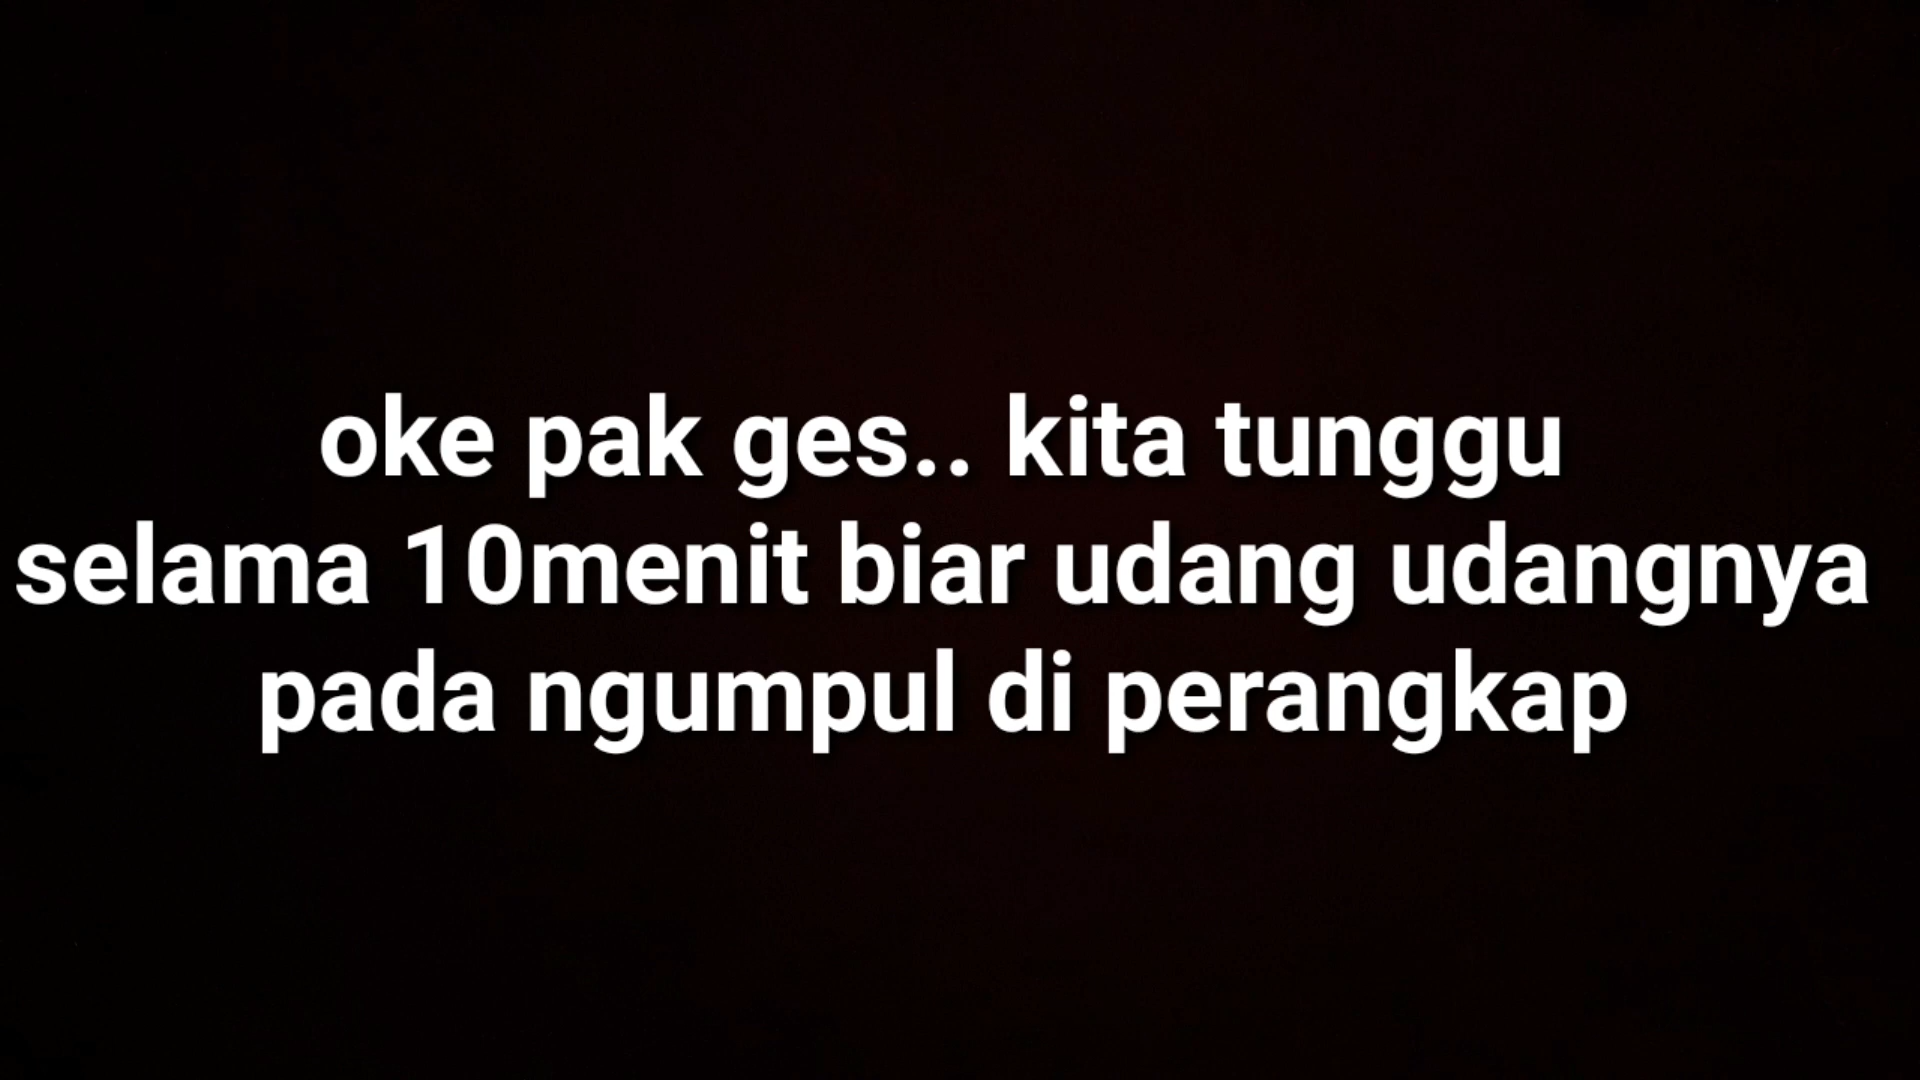 oke pak ges.. kita tunggu
selama 10menit biar udang udangnya
pada ngumpul di perangkap